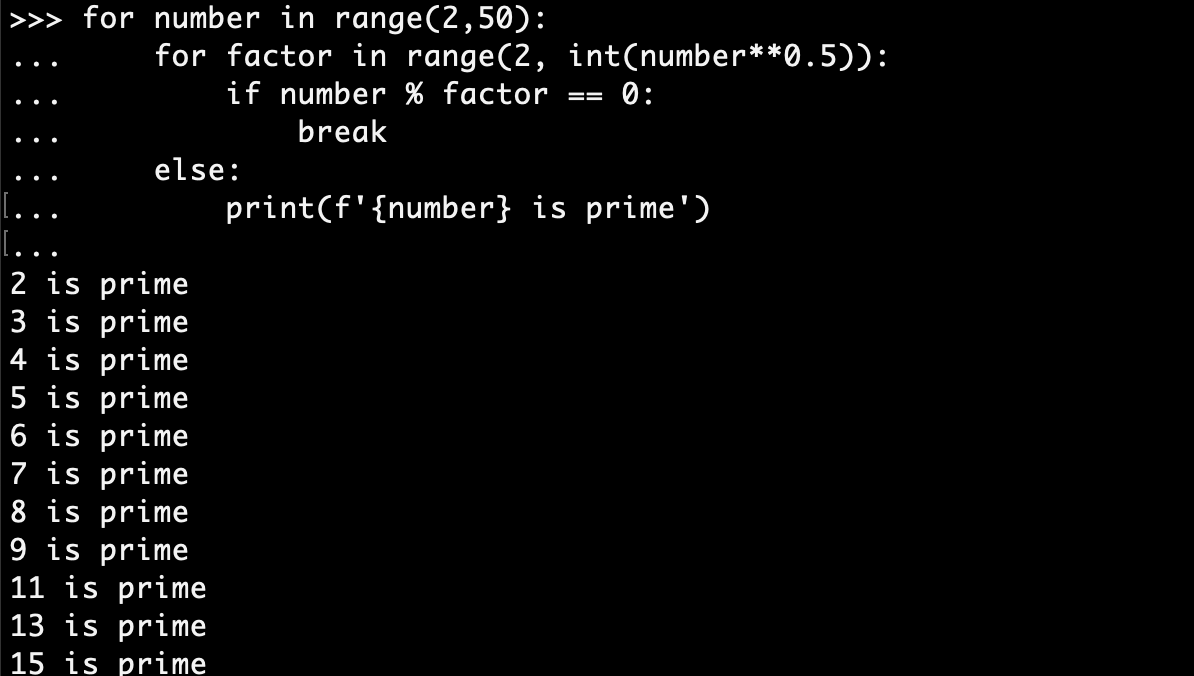 >>> for number in range(2,50):
...     for factor in range(2, int(number**0.5)):
...         if number % factor == 0:
...             break
...     else:
[...         print(f'{number} is prime')
[...
2 is prime
3 is prime
4 is prime
5 is prime
6 is prime
7 is prime
8 is prime
9 is prime
11 is prime
13 is prime
15 is prime